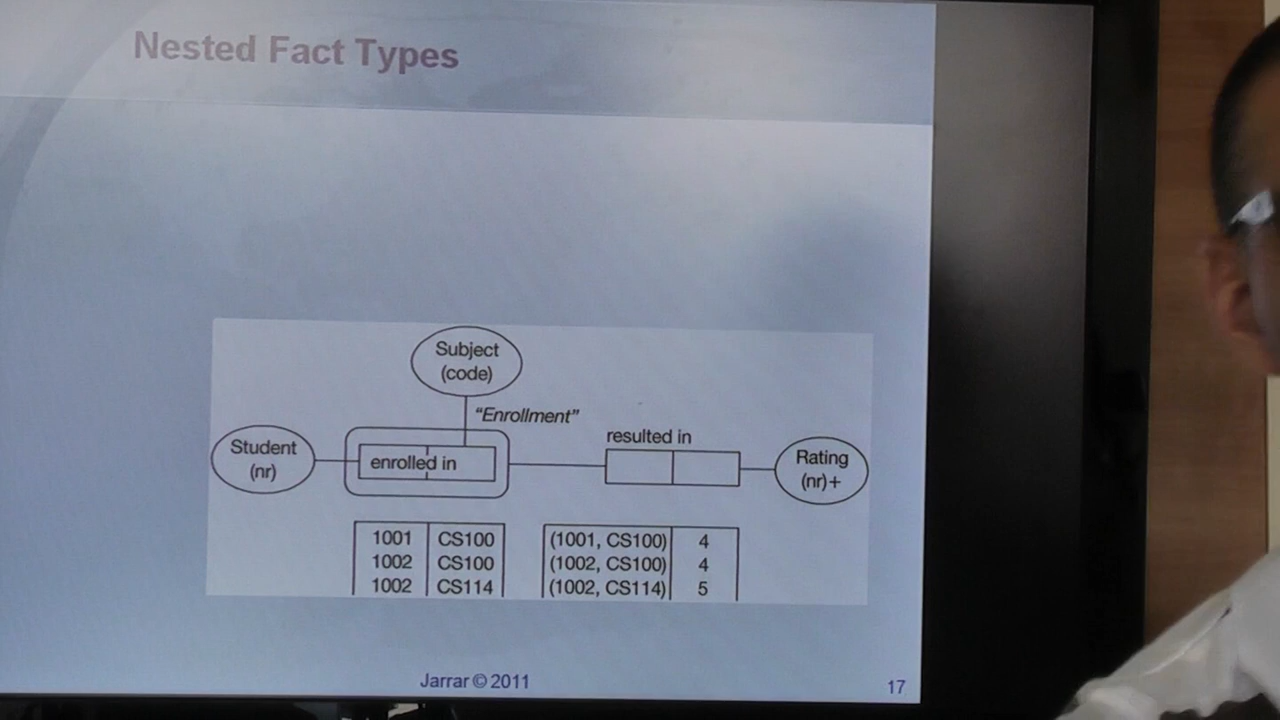 Nested Fact Types
Subject
(code)
“Enrollment”
Student
(nr)
enrolled in
resulted in
Rating
(nr)+
1001 CS100
1002 CS100
1002 CS114
(1001, CS100) 4
(1002, CS100) 4
(1002, CS114) 5
Jarrar © 2011
17